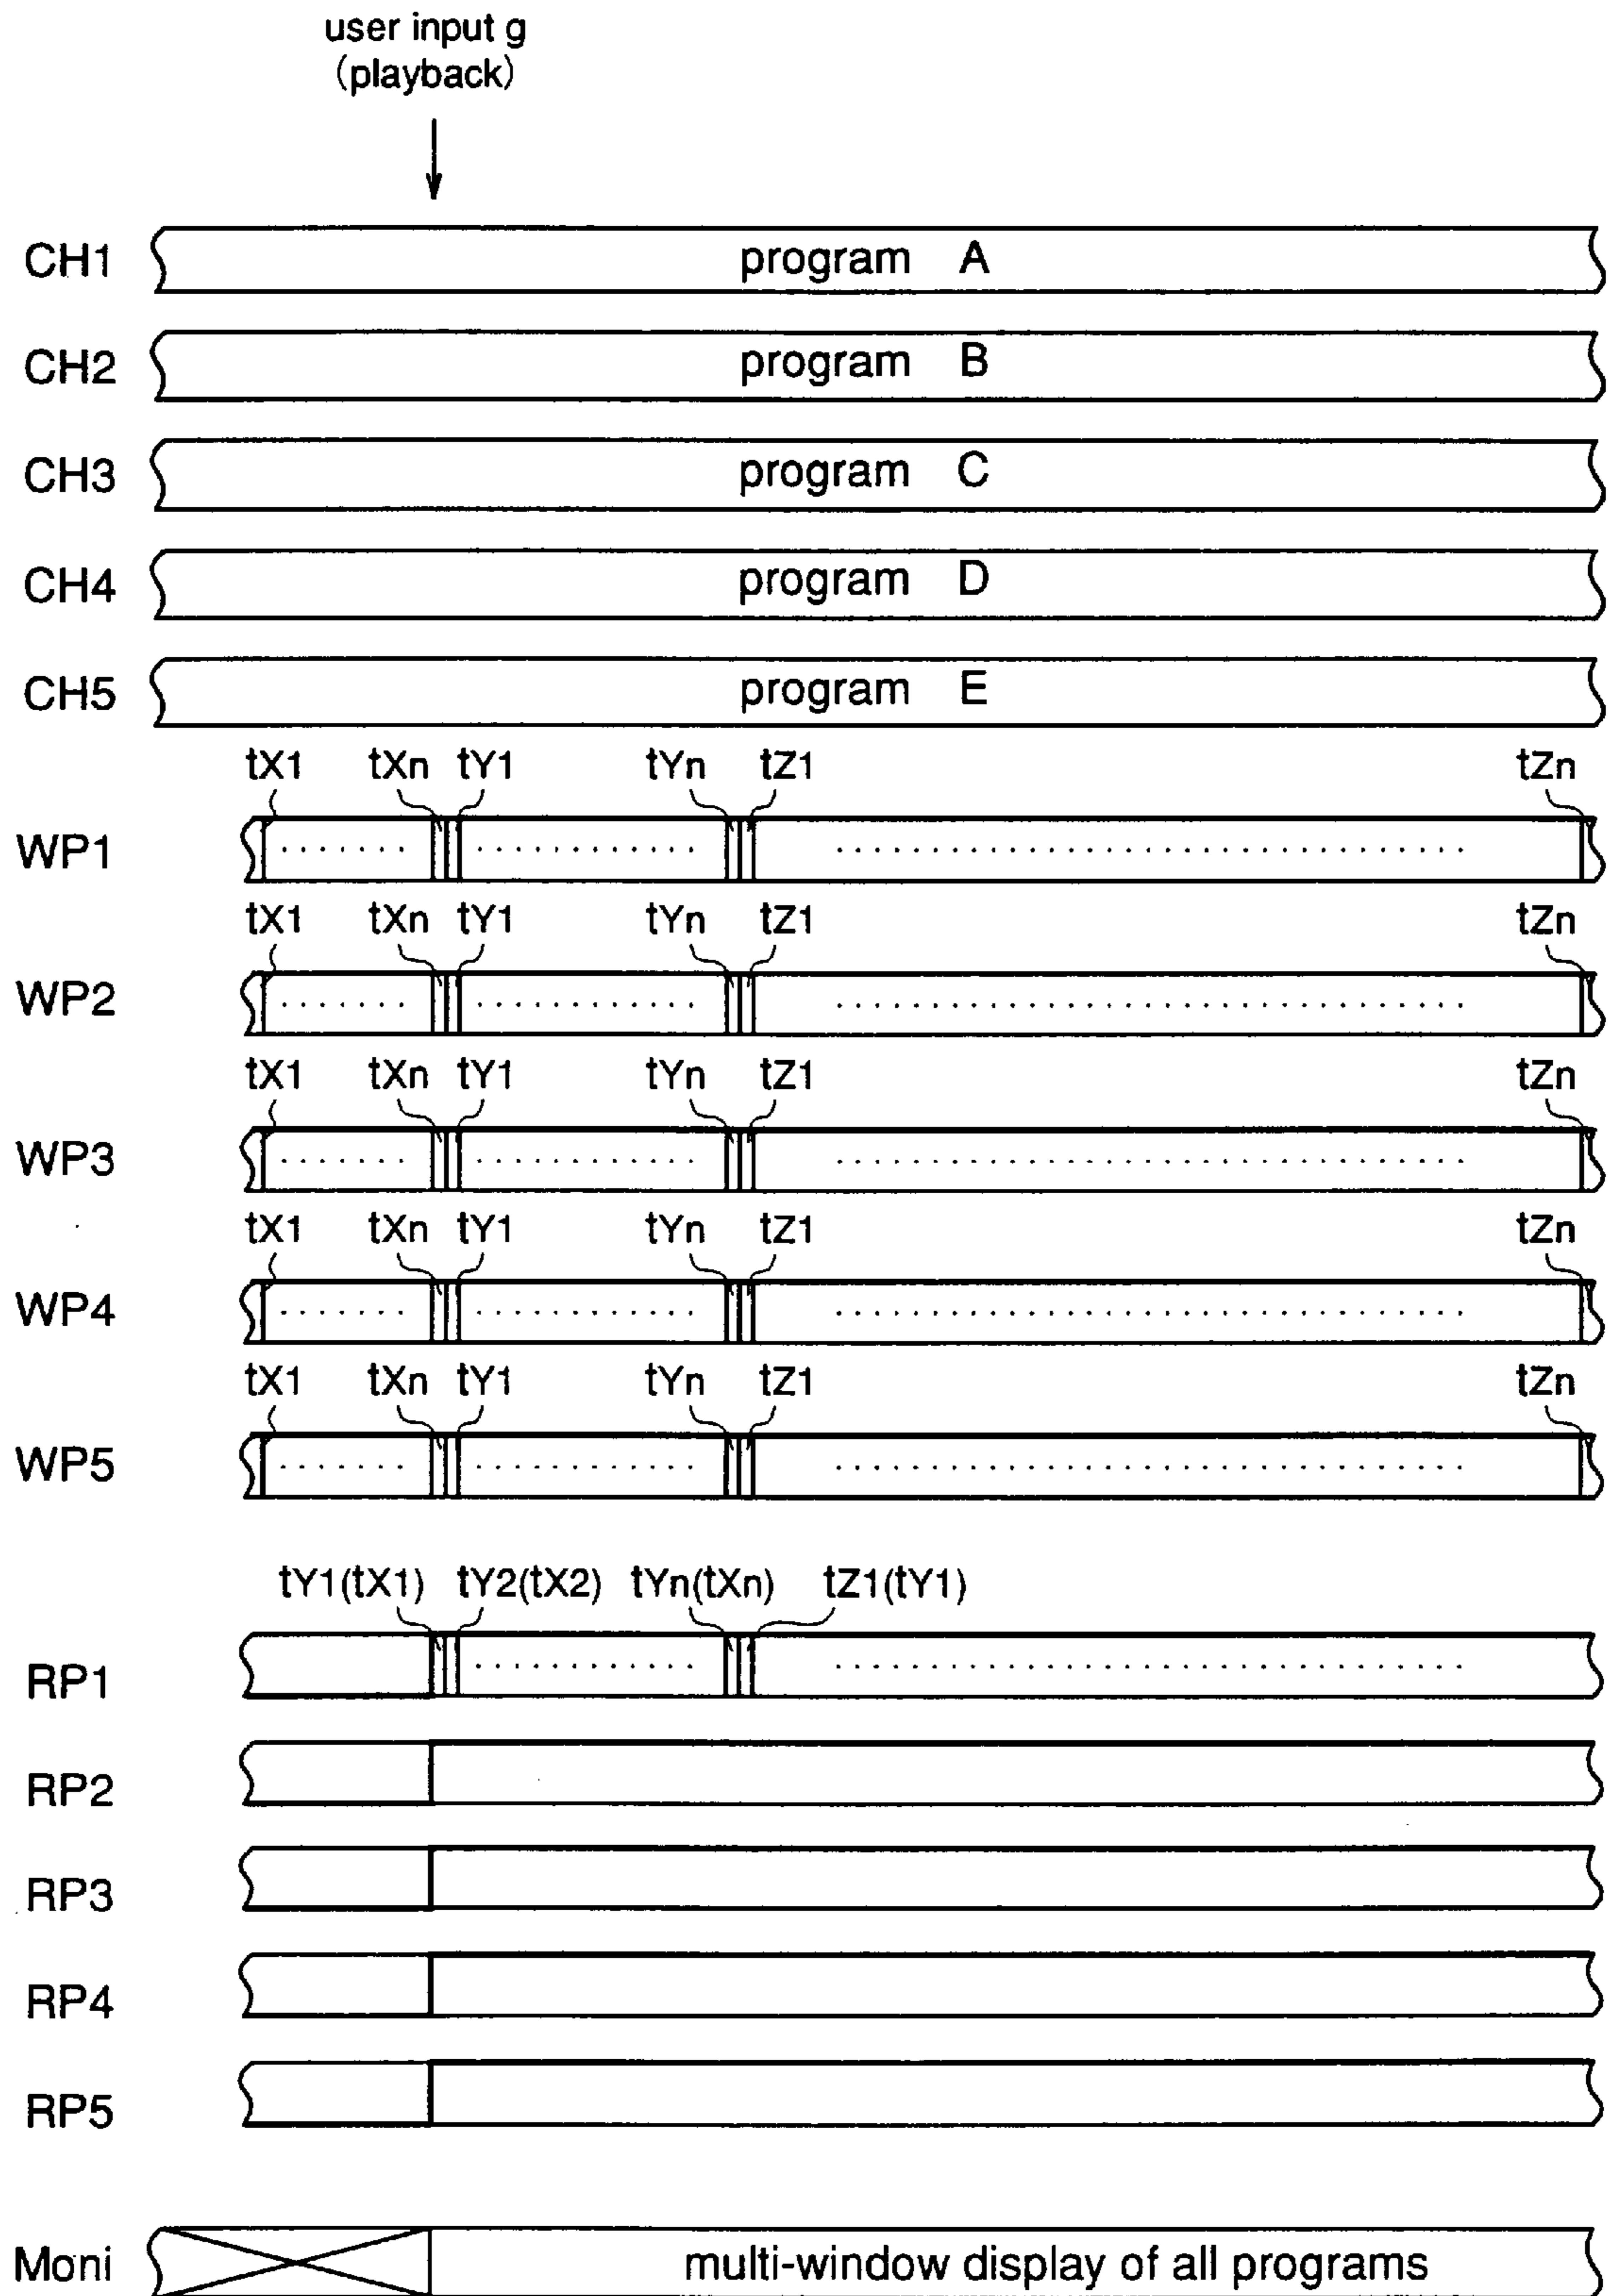 user input g
(playback)
CH1 program A
CH2 program B
CH3 program C
CH4 program D
CH5 program E
tX1 tXn tY1 tYn tZ1 tZn
WP1
tX1 tXn tY1 tYn tZ1 tZn
WP2
tX1 tXn tY1 tYn tZ1 tZn
WP3
tX1 tXn tY1 tYn tZ1 tZn
WP4
tX1 tXn tY1 tYn tZ1 tZn
WP5
tY1(tX1) tY2(tX2) tYn(tXn) tZ1(tY1)
RP1
RP2
RP3
RP4
RP5
Moni multi-window display of all programs